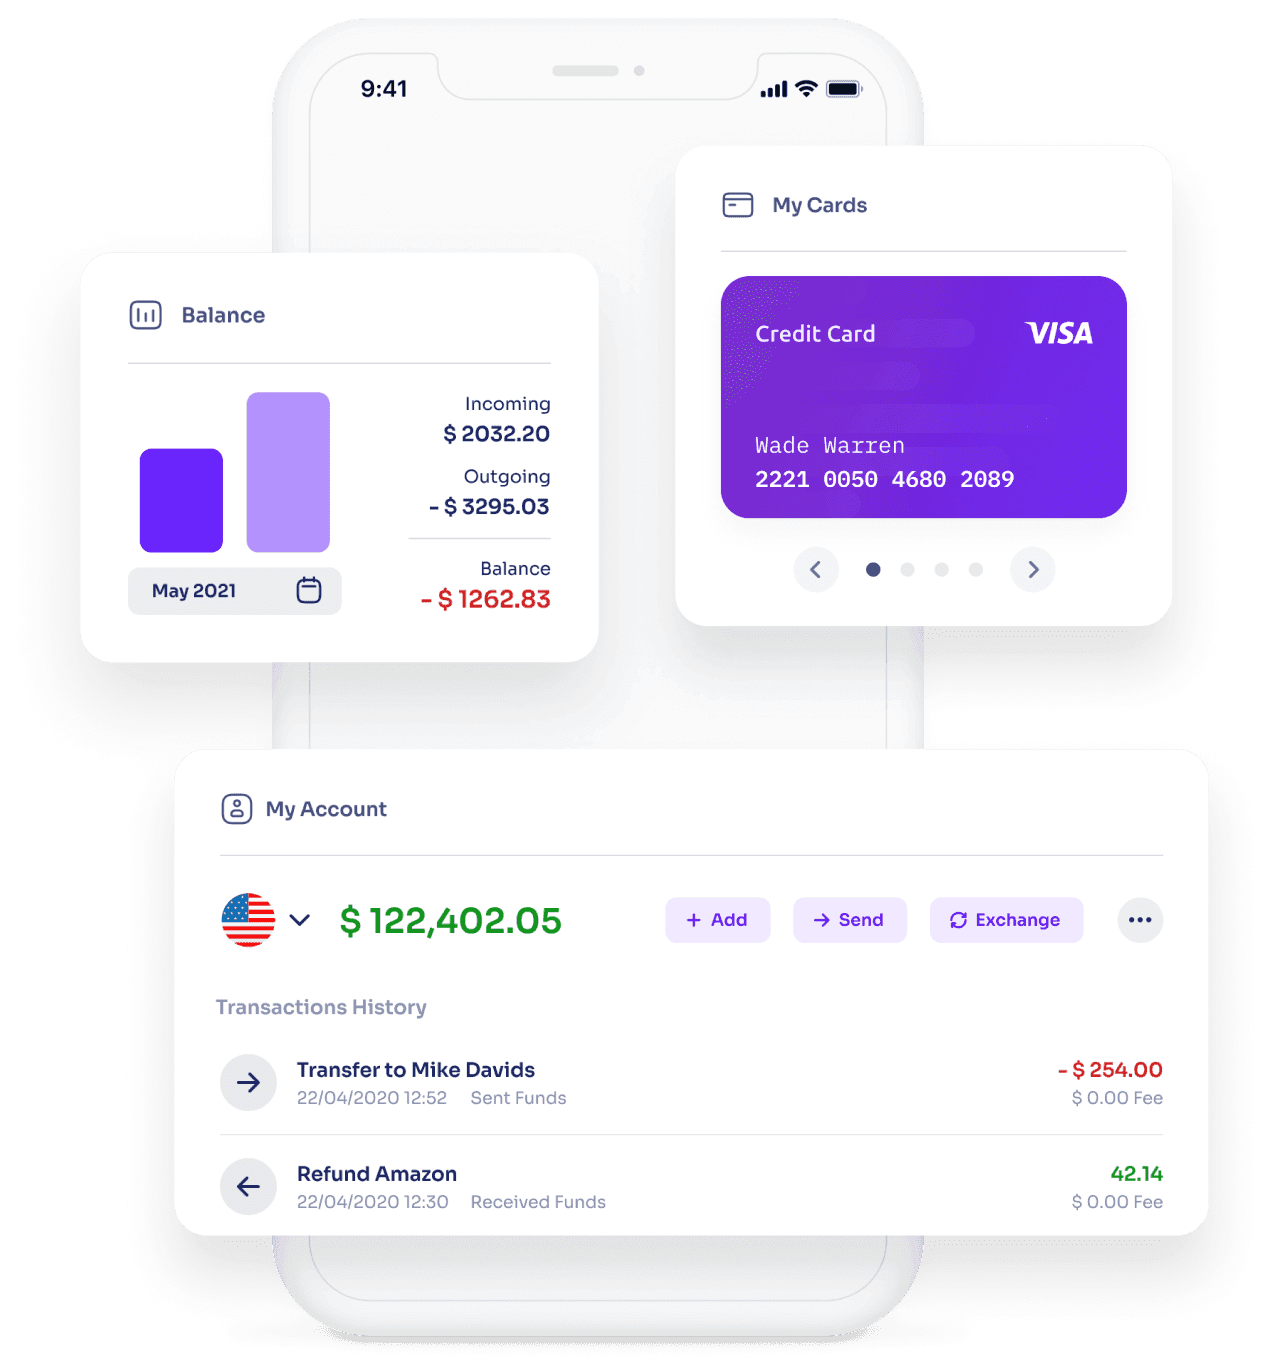 9:41
My Cards
Credit Card VISA
Wade Warren
2221 0050 4680 2089
Balance
Incoming
$ 2032.20
Outgoing
- $ 3295.03
Balance
- $ 1262.83
May 2021
My Account
$ 122,402.05 + Add Send Exchange
Transactions History
Transfer to Mike Davids - $ 254.00
22/04/2020 12:52 Sent Funds $ 0.00 Fee
Refund Amazon 42.14
22/04/2020 12:30 Received Funds $ 0.00 Fee